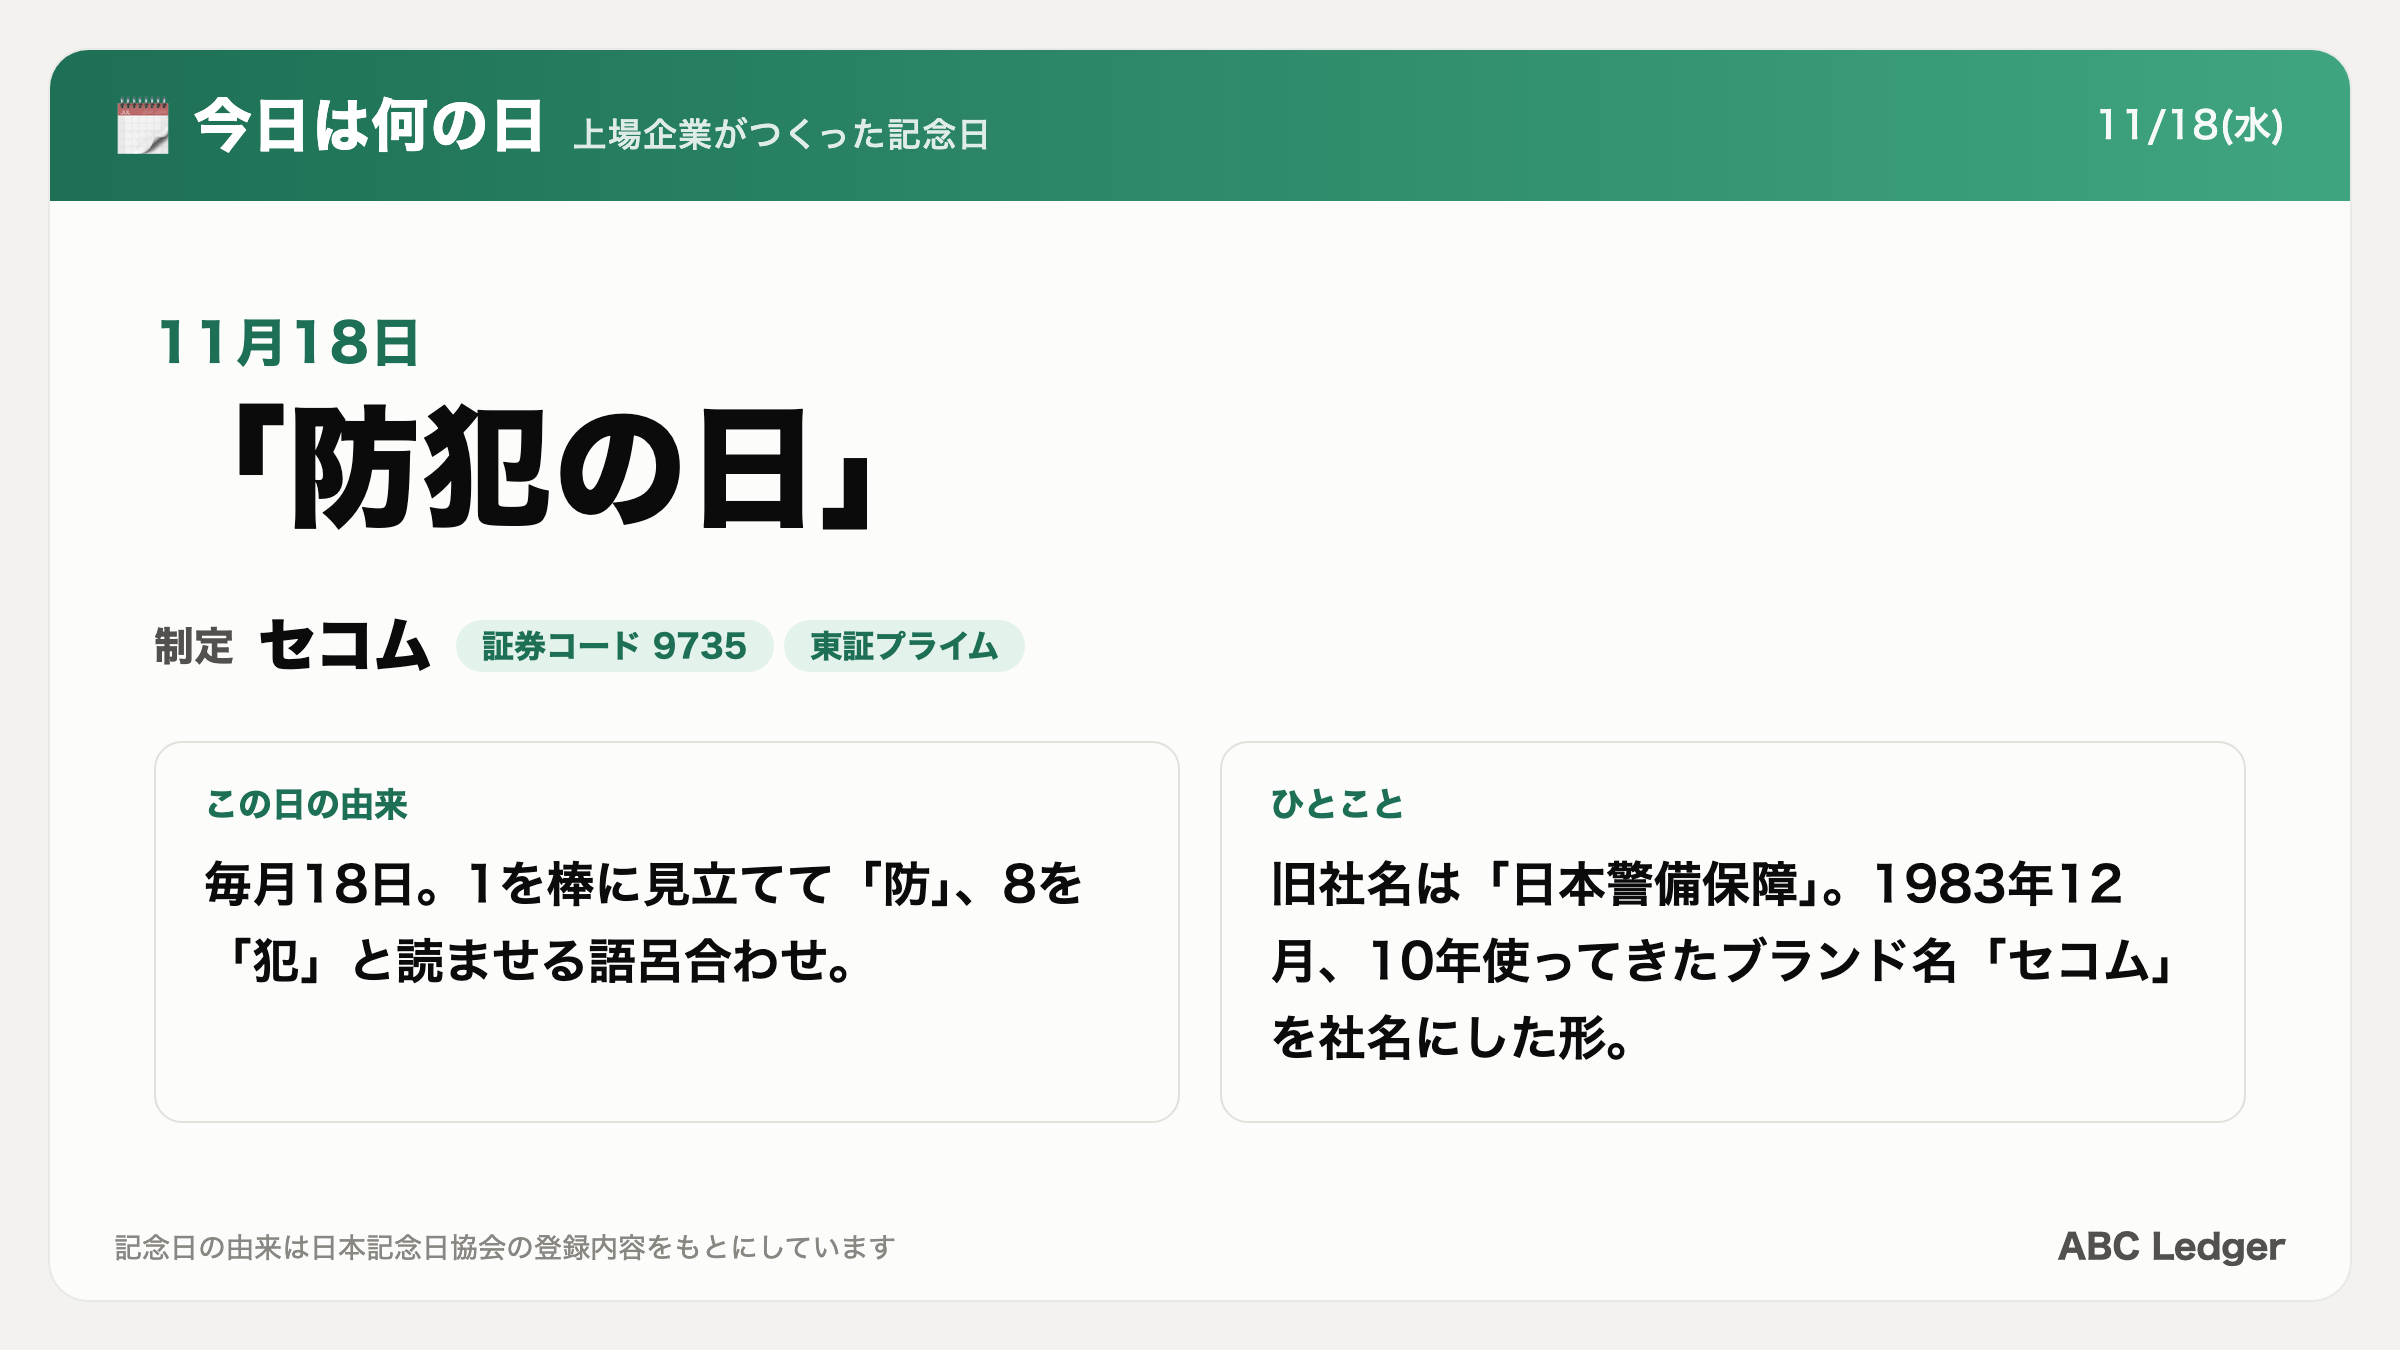 今日は何の日 上場企業がつくった記念日 11/18(水)
11月18日
「防犯の日」
制定 セコム 証券コード 9735 東証プライム
この日の由来
毎月18日。1を棒に見立てて「防」、8を
「犯」と読ませる語呂合わせ。
ひとこと
旧社名は「日本警備保障」。1983年12
月、10年使ってきたブランド名「セコム」
を社名にした形。
記念日の由来は日本記念日協会の登録内容をもとにしています
ABC Ledger